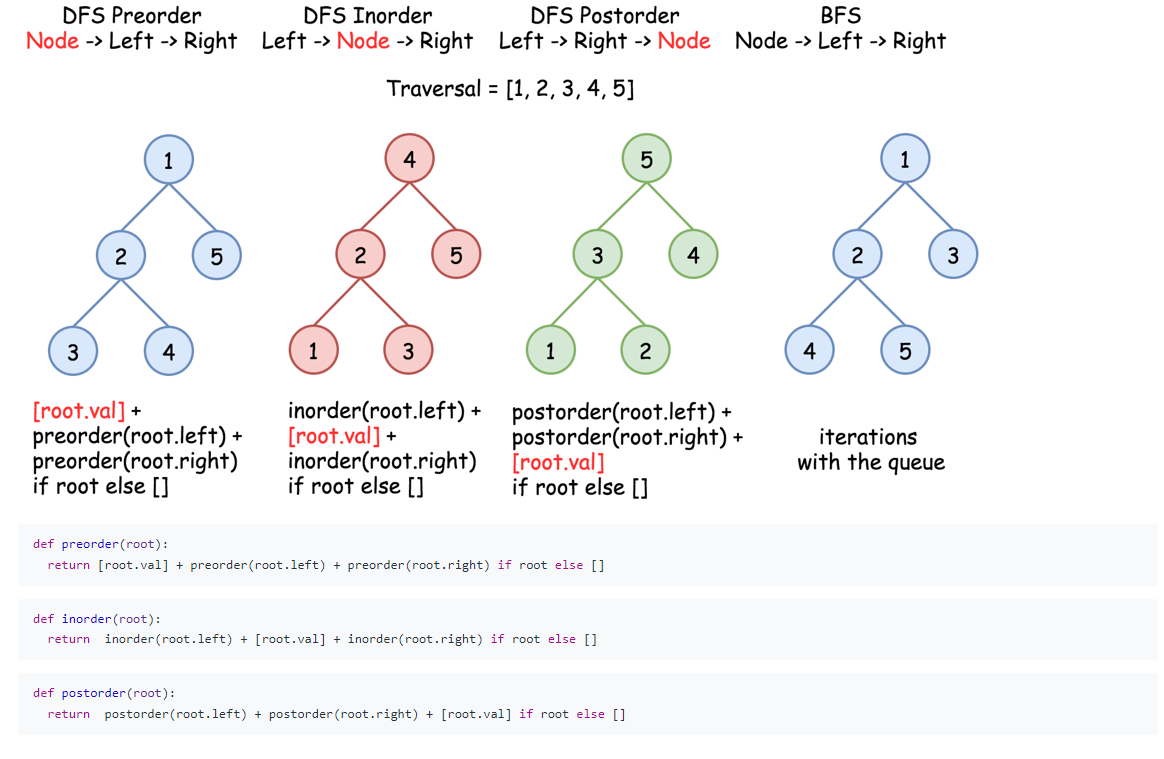 DFS Preorder
Node -> Left -> Right
DFS Inorder
Left -> Node -> Right
DFS Postorder
Left -> Right -> Node
BFS
Node -> Left -> Right
Traversal = [1, 2, 3, 4, 5]
1
2
5
3
4
4
2
5
1
3
5
3
4
1
2
1
2
3
4
5
[root.val] +
preorder(root.left) +
preorder(root.right)
if root else []
inorder(root.left) +
[root.val] +
inorder(root.right)
if root else []
postorder(root.left) +
postorder(root.right) +
[root.val]
if root else []
iterations
with the queue
def preorder(root):
  return [root.val] + preorder(root.left) + preorder(root.right) if root else []
def inorder(root):
  return  inorder(root.left) + [root.val] + inorder(root.right) if root else []
def postorder(root):
  return  postorder(root.left) + postorder(root.right) + [root.val] if root else []